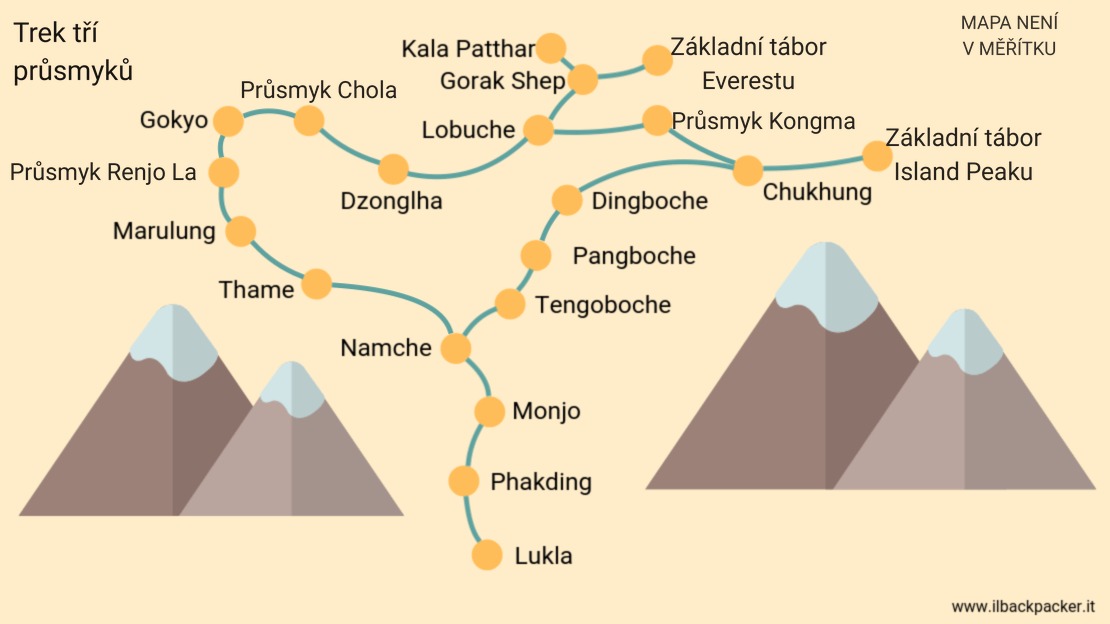 Trek tří
průsmyků
MAPA NENÍ
V MĚŘÍTKU
Kala Patthar
Základní tábor
Everestu
Gorak Shep
Průsmyk Chola
Gokyo
Lobuche
Průsmyk Kongma
Základní tábor
Island Peaku
Průsmyk Renjo La
Dzonglha
Dingboche
Chukhung
Marulung
Pangboche
Thame
Tengoboche
Namche
Monjo
Phakding
Lukla
www.ilbackpacker.it